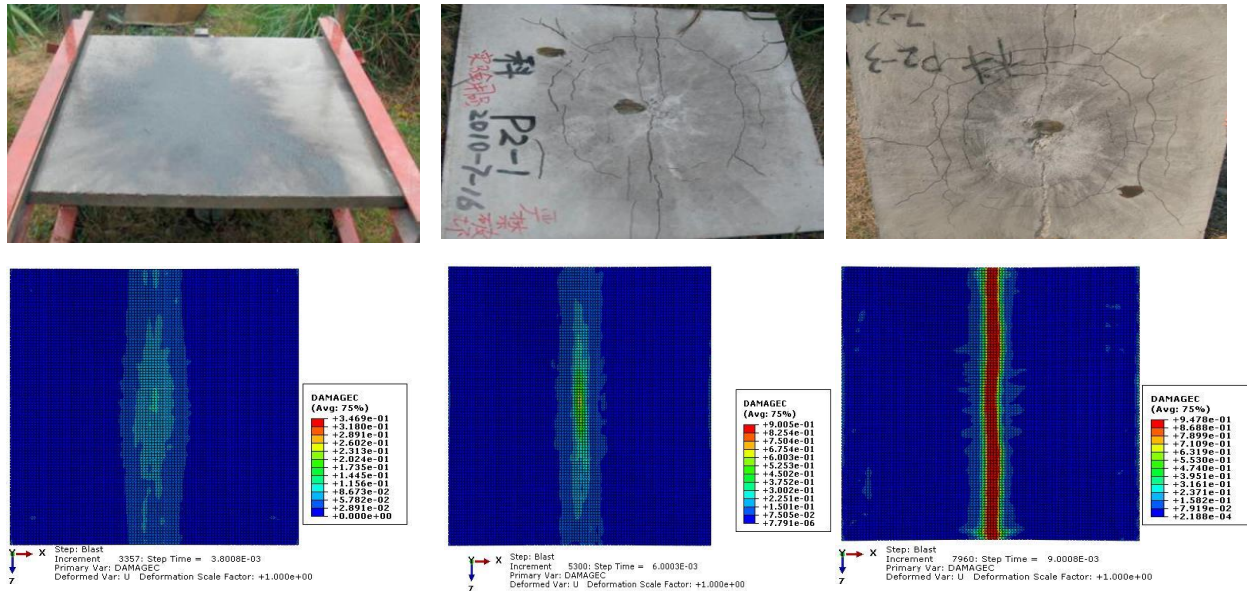 科
P2-1
2010-7-16
科 P2-3
DAMAGEC
(Avg: 75%)
+3.469e-01
+3.180e-01
+2.891e-01
+2.602e-01
+2.313e-01
+2.024e-01
+1.735e-01
+1.445e-01
+1.156e-01
+8.673e-02
+5.782e-02
+2.891e-02
+0.000e+00
Y X
Z
Step: Blast
Increment 3357: Step Time = 3.8008E-03
Primary Var: DAMAGEC
Deformed Var: U Deformation Scale Factor: +1.000e+00
DAMAGEC
(Avg: 75%)
+9.005e-01
+8.254e-01
+7.504e-01
+6.754e-01
+6.003e-01
+5.253e-01
+4.502e-01
+3.752e-01
+3.002e-01
+2.251e-01
+1.501e-01
+7.505e-02
+7.791e-06
Y X
Z
Step: Blast
Increment 5300: Step Time = 6.0003E-03
Primary Var: DAMAGEC
Deformed Var: U Deformation Scale Factor: +1.000e+00
DAMAGEC
(Avg: 75%)
+9.478e-01
+8.688e-01
+7.899e-01
+7.109e-01
+6.319e-01
+5.530e-01
+4.740e-01
+3.951e-01
+3.161e-01
+2.371e-01
+1.582e-01
+7.919e-02
+2.188e-04
Y X
Z
Step: Blast
Increment 7960: Step Time = 9.0008E-03
Primary Var: DAMAGEC
Deformed Var: U Deformation Scale Factor: +1.000e+00